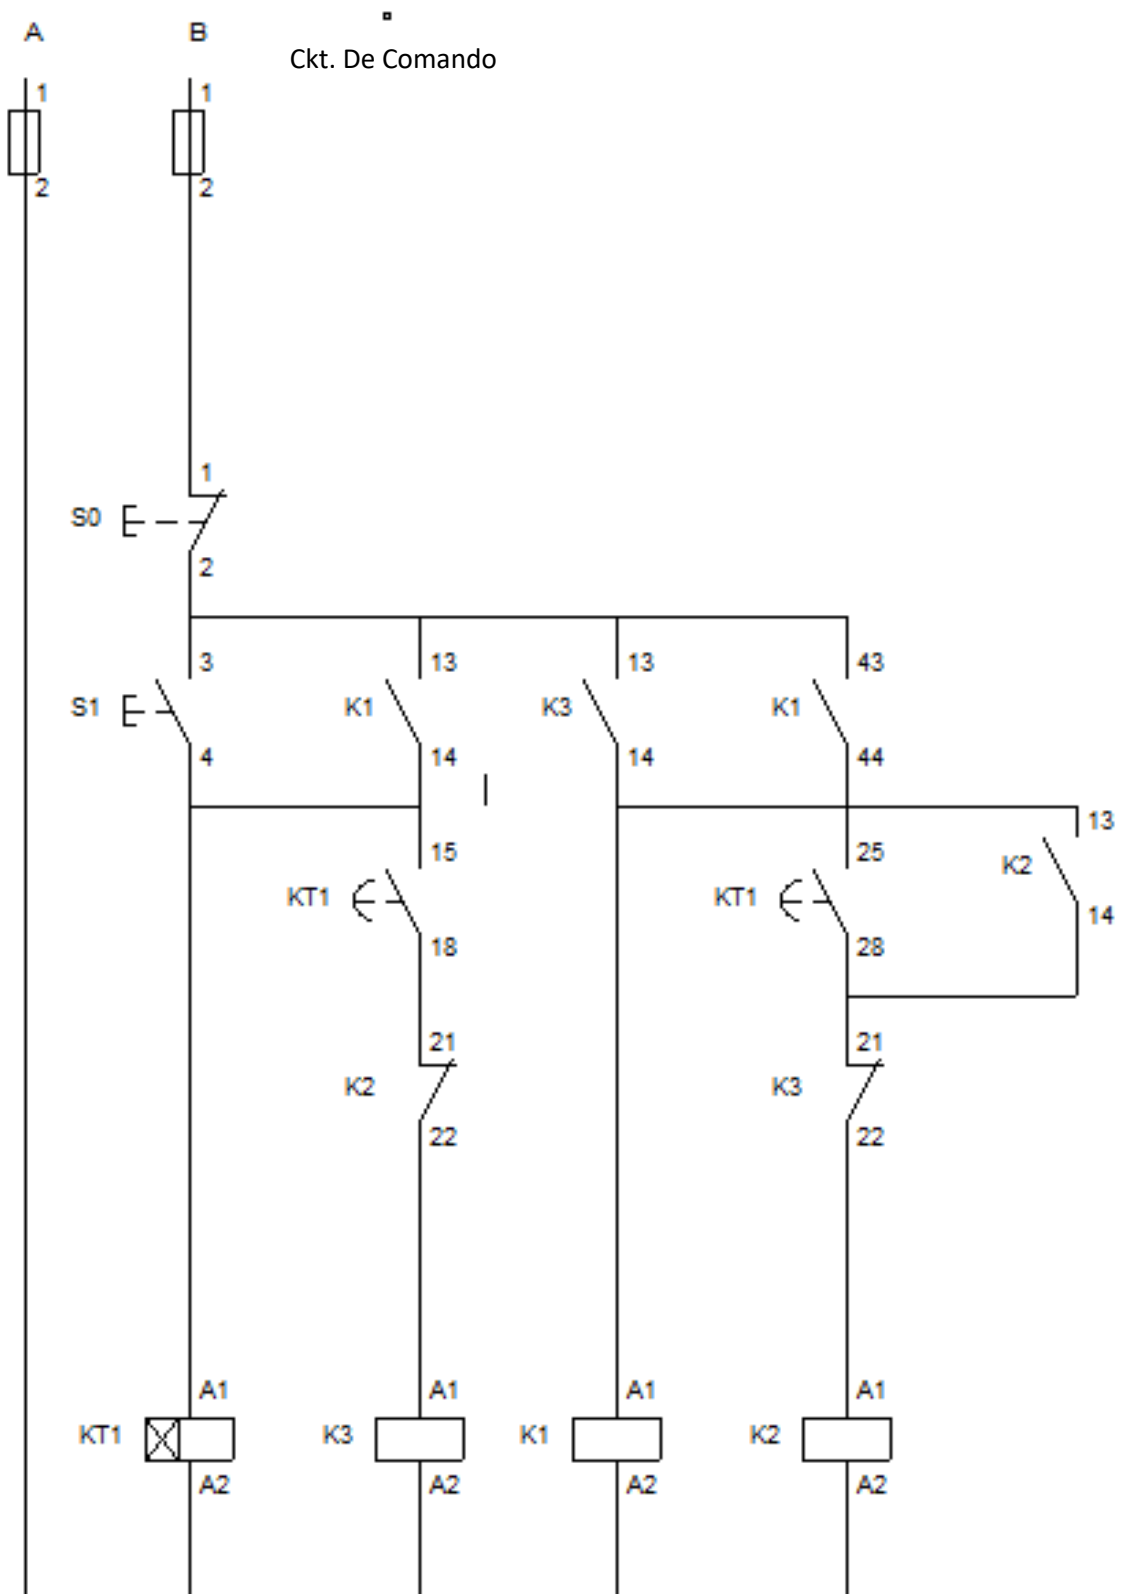 A B
Ckt. De Comando
1 1
2 2
1
S0
2
3 13 13 43
S1 K1 K3 K1
4 14 14 44
13
15 25
K2
KT1 KT1
14
18 28
21 21
K2 K3
22 22
A1 A1 A1 A1
KT1 K3 K1 K2
A2 A2 A2 A2